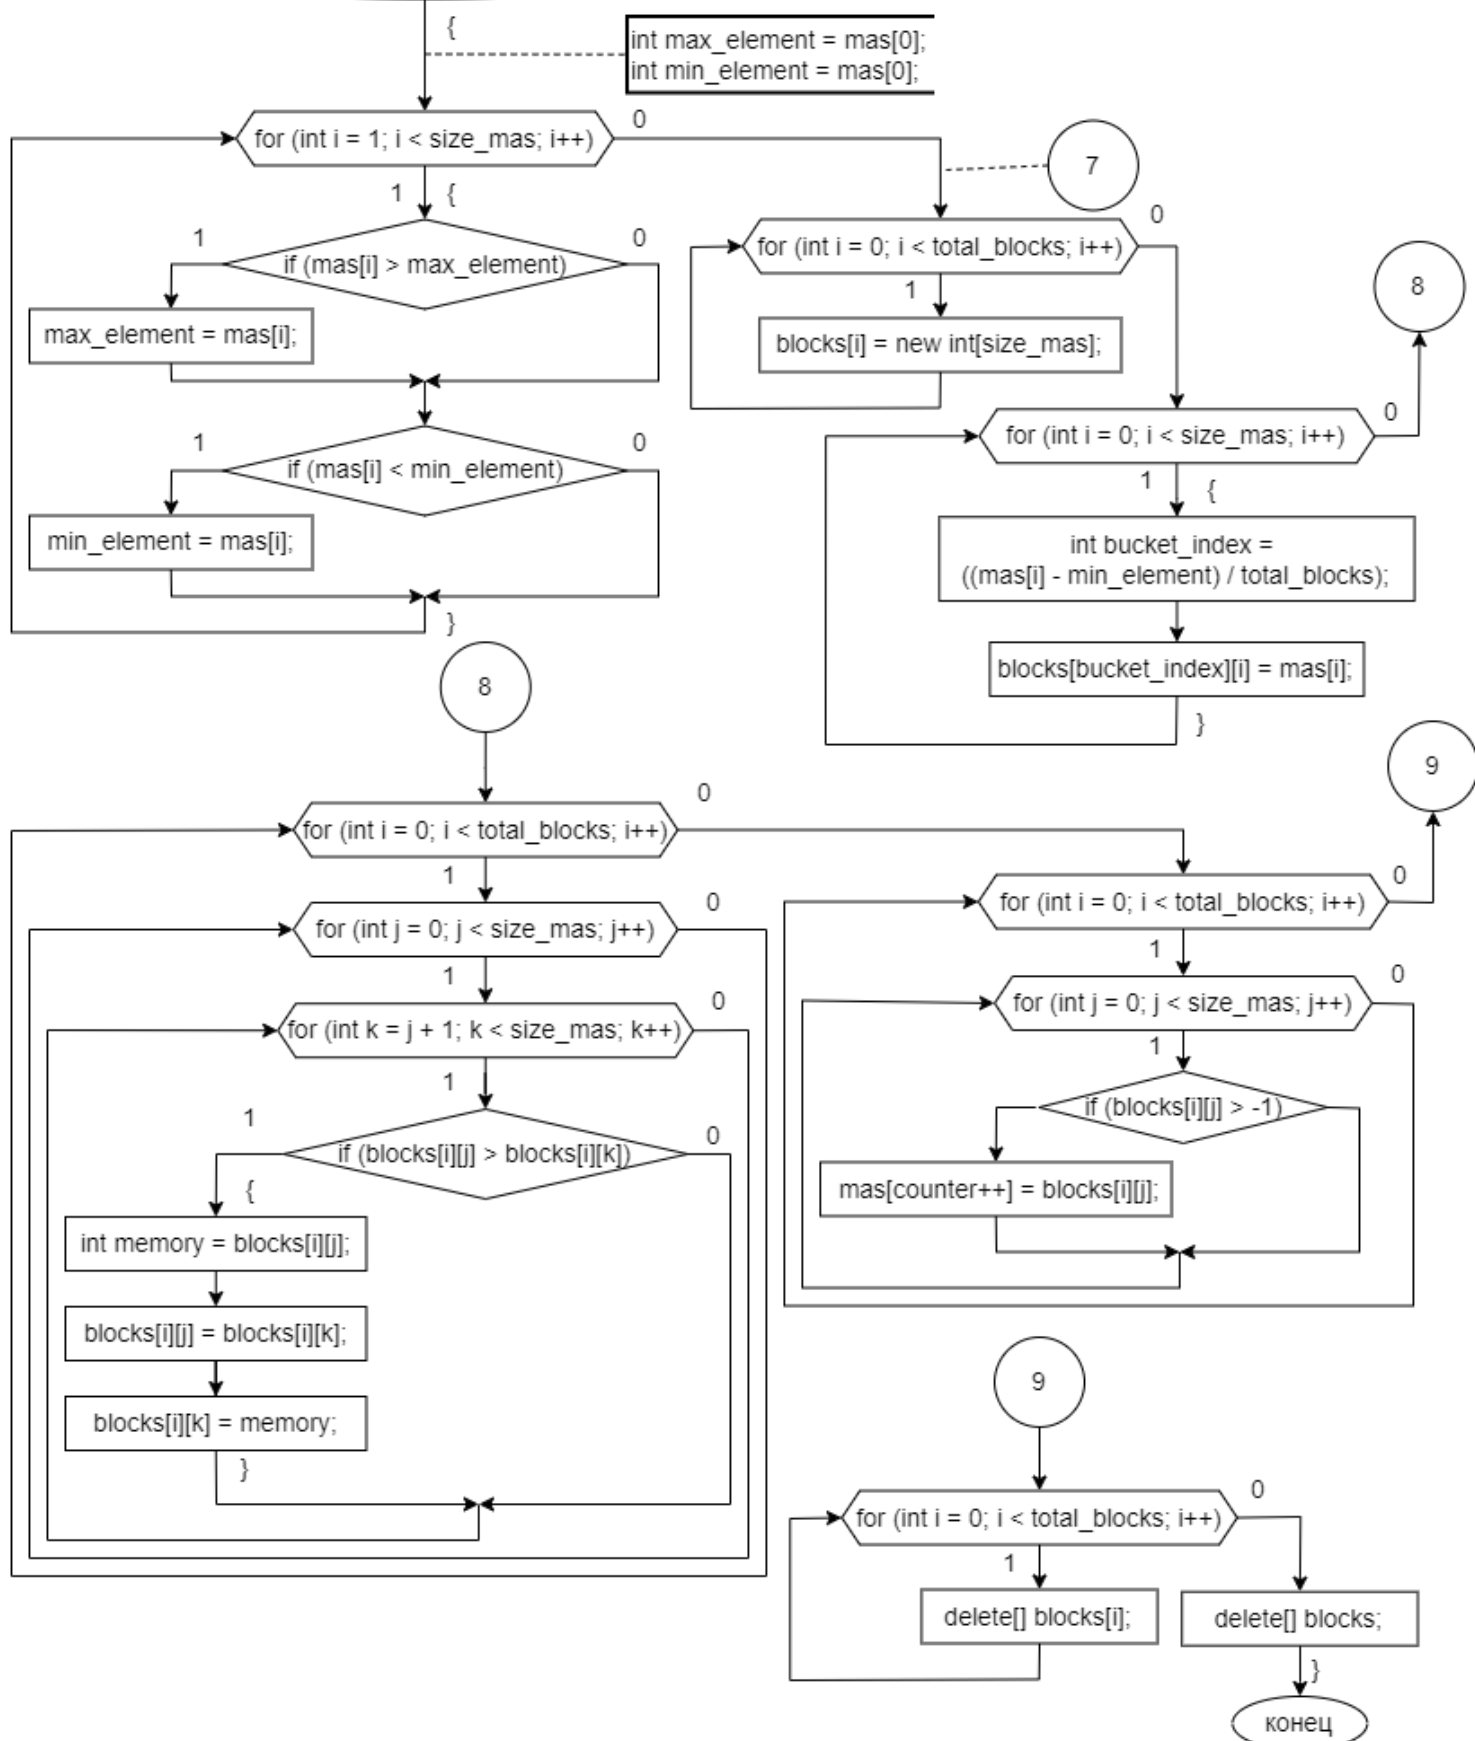 {
int max_element = mas[0];
int min_element = mas[0];
for (int i = 1; i < size_mas; i++)
0
1
{
if (mas[i] > max_element)
1
0
max_element = mas[i];
if (mas[i] < min_element)
1
0
min_element = mas[i];
}
7
for (int i = 0; i < total_blocks; i++)
0
1
blocks[i] = new int[size_mas];
8
for (int i = 0; i < size_mas; i++)
0
1
{
int bucket_index =
((mas[i] - min_element) / total_blocks);
blocks[bucket_index][i] = mas[i];
}
8
for (int i = 0; i < total_blocks; i++)
0
1
for (int j = 0; j < size_mas; j++)
0
1
for (int k = j + 1; k < size_mas; k++)
0
1
if (blocks[i][j] > blocks[i][k])
1
0
{
int memory = blocks[i][j];
blocks[i][j] = blocks[i][k];
blocks[i][k] = memory;
}
9
for (int i = 0; i < total_blocks; i++)
0
1
for (int j = 0; j < size_mas; j++)
0
1
if (blocks[i][j] > -1)
mas[counter++] = blocks[i][j];
9
for (int i = 0; i < total_blocks; i++)
0
1
delete[] blocks[i];
delete[] blocks;
}
конец